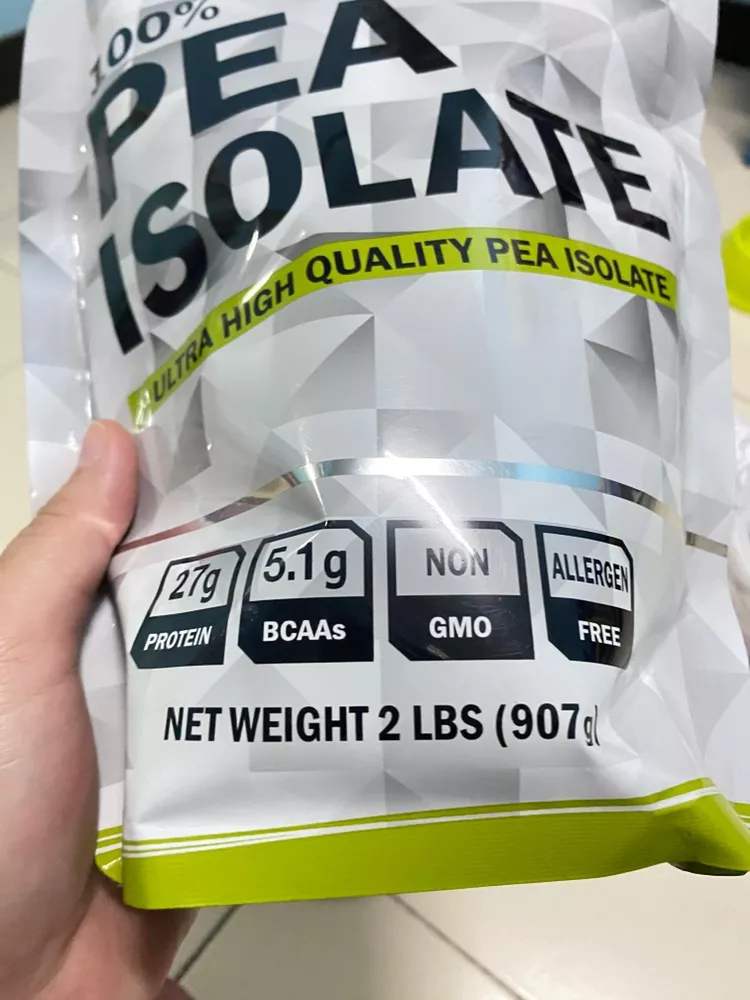 100%
PEA
ISOLATE
ULTRA HIGH QUALITY PEA ISOLATE
27g
PROTEIN
5.1g
BCAAs
NON
GMO
ALLERGEN
FREE
NET WEIGHT 2 LBS (907g)